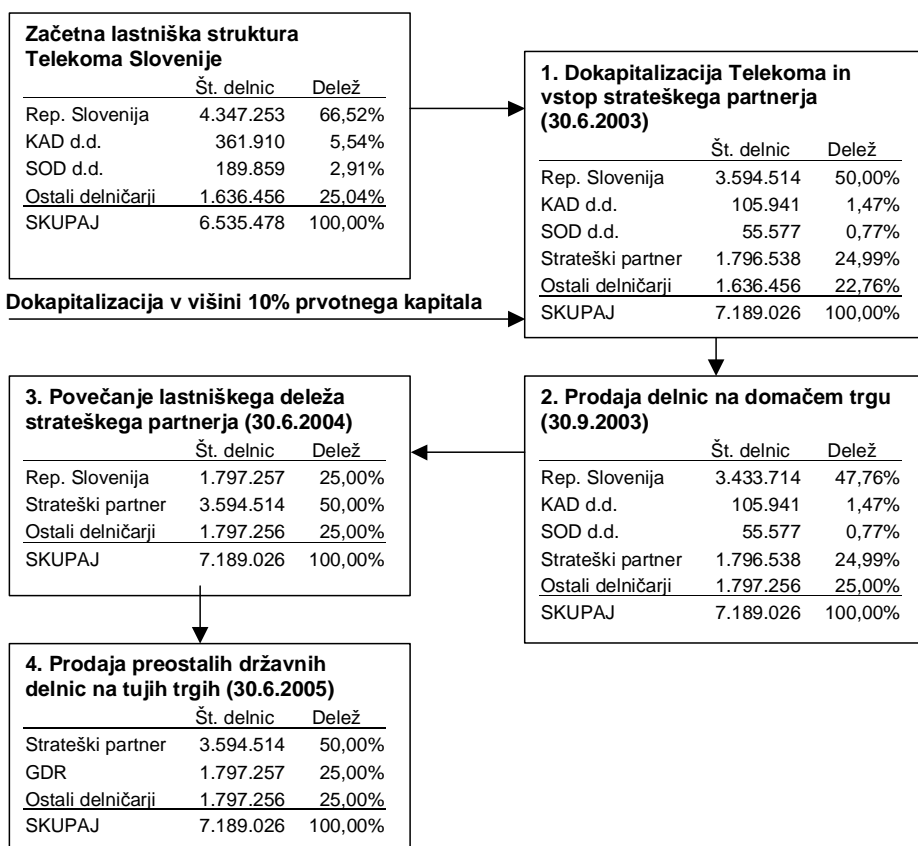 Začetna lastniška struktura
Telekoma Slovenije
Št. delnic Delež
Rep. Slovenija 4.347.253 66,52%
KAD d.d. 361.910 5,54%
SOD d.d. 189.859 2,91%
Ostali delničarji 1.636.456 25,04%
SKUPAJ 6.535.478 100,00%
Dokapitalizacija v višini 10% prvotnega kapitala
1. Dokapitalizacija Telekoma in
vstop strateškega partnerja
(30.6.2003)
Št. delnic Delež
Rep. Slovenija 3.594.514 50,00%
KAD d.d. 105.941 1,47%
SOD d.d. 55.577 0,77%
Strateški partner 1.796.538 24,99%
Ostali delničarji 1.636.456 22,76%
SKUPAJ 7.189.026 100,00%
2. Prodaja delnic na domačem trgu
(30.9.2003)
Št. delnic Delež
Rep. Slovenija 3.433.714 47,76%
KAD d.d. 105.941 1,47%
SOD d.d. 55.577 0,77%
Strateški partner 1.796.538 24,99%
Ostali delničarji 1.797.256 25,00%
SKUPAJ 7.189.026 100,00%
3. Povečanje lastniškega deleža
strateškega partnerja (30.6.2004)
Št. delnic Delež
Rep. Slovenija 1.797.257 25,00%
Strateški partner 3.594.514 50,00%
Ostali delničarji 1.797.256 25,00%
SKUPAJ 7.189.026 100,00%
4. Prodaja preostalih državnih
delnic na tujih trgih (30.6.2005)
Št. delnic Delež
Strateški partner 3.594.514 50,00%
GDR 1.797.257 25,00%
Ostali delničarji 1.797.256 25,00%
SKUPAJ 7.189.026 100,00%